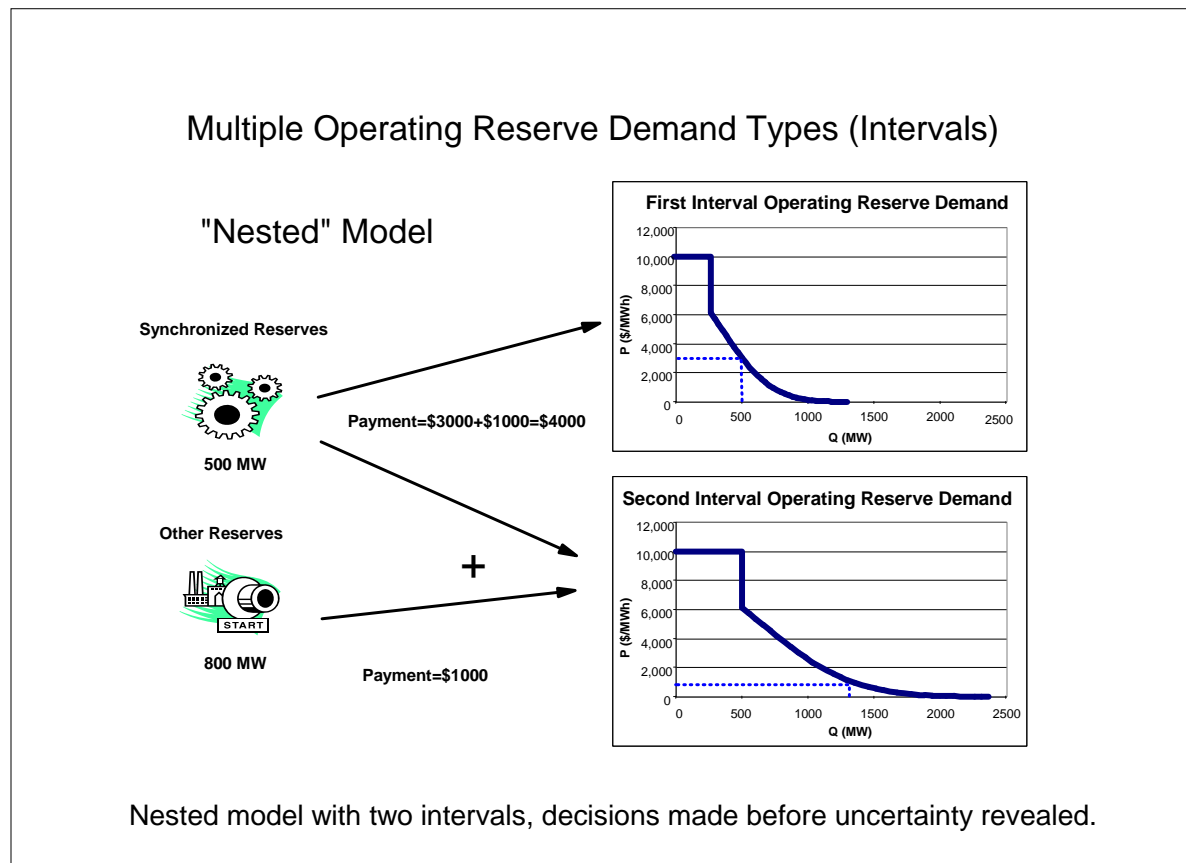 Multiple Operating Reserve Demand Types (Intervals)
"Nested" Model
Synchronized Reserves
500 MW
Payment=$3000+$1000=$4000
Other Reserves
START
800 MW
+
Payment=$1000
First Interval Operating Reserve Demand
P ($/MWh)
12,000
10,000
8,000
6,000
4,000
2,000
0
0 500 1000 1500 2000 2500
Q (MW)
Second Interval Operating Reserve Demand
P ($/MWh)
12,000
10,000
8,000
6,000
4,000
2,000
0
0 500 1000 1500 2000 2500
Q (MW)
Nested model with two intervals, decisions made before uncertainty revealed.